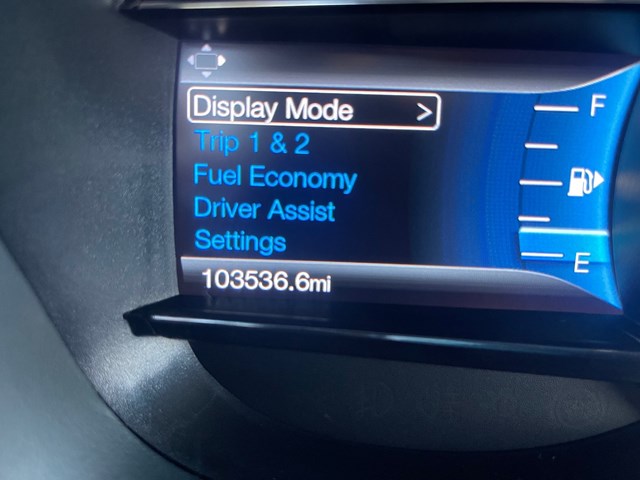 Display Mode >
Trip 1 & 2
Fuel Economy
Driver Assist
Settings
103536.6mi
F
E